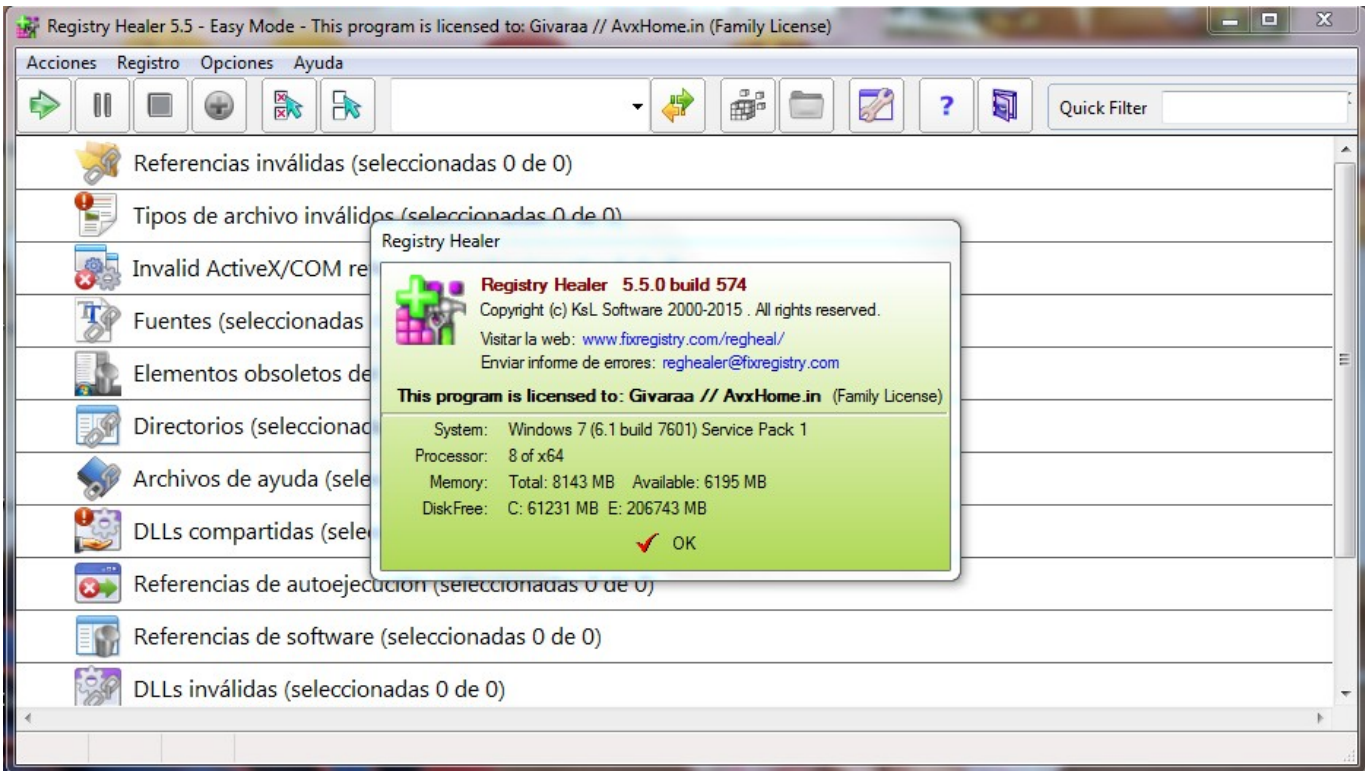 Registry Healer 5.5 - Easy Mode - This program is licensed to: Givaraa // AvxHome.in (Family License)
Acciones Registro Opciones Ayuda
? Quick Filter
Referencias inválidas (seleccionadas 0 de 0)
Tipos de archivo inválidos (seleccionadas 0 de 0)
Registry Healer
Invalid ActiveX/COM re
Registry Healer 5.5.0 build 574
Copyright (c) KsL Software 2000-2015 . All rights reserved.
Fuentes (seleccionadas
Visitar la web: www.fixregistry.com/regheal/
Enviar informe de errores: reghealer@fixregistry.com
Elementos obsoletos de
This program is licensed to: Givaraa // AvxHome.in (Family License)
Directorios (seleccionad
System: Windows 7 (6.1 build 7601) Service Pack 1
Processor: 8 of x64
Archivos de ayuda (sele
Memory: Total: 8143 MB Available: 6195 MB
DiskFree: C: 61231 MB E: 206743 MB
DLLs compartidas (sele
OK
Referencias de autoejecución (seleccionadas 0 de 0)
Referencias de software (seleccionadas 0 de 0)
DLLs inválidas (seleccionadas 0 de 0)